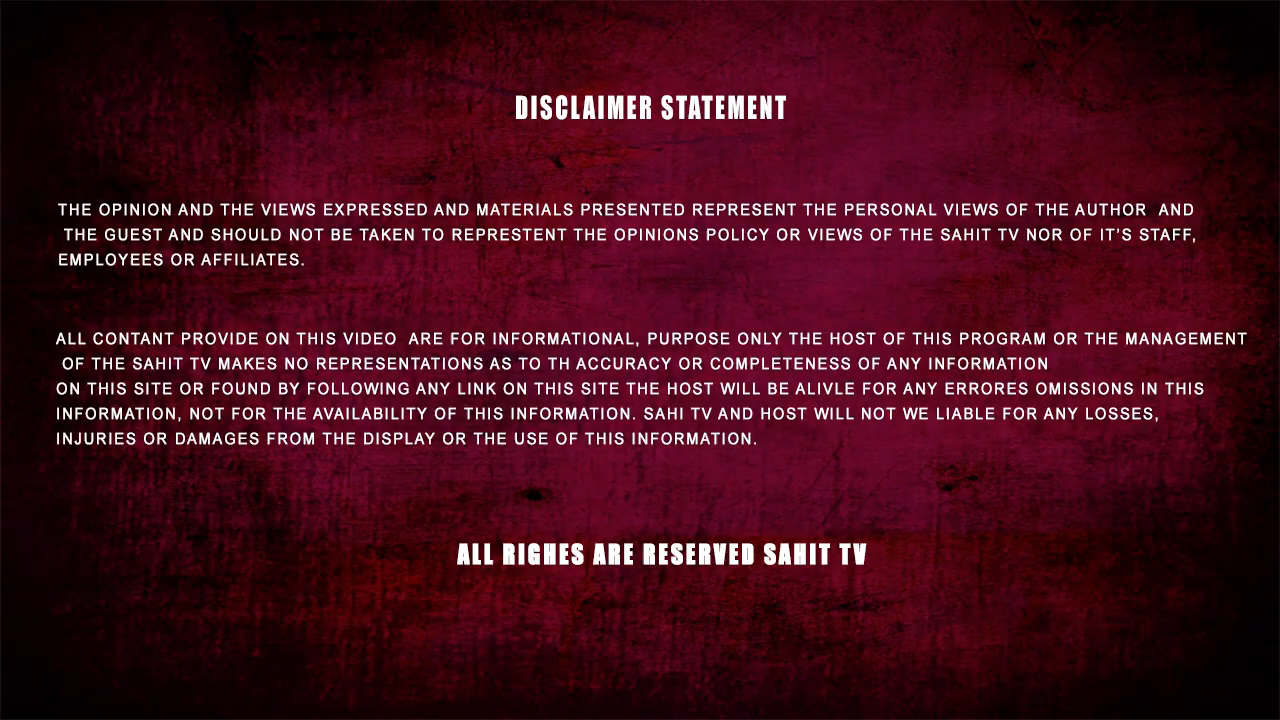 DISCLAIMER STATEMENT
THE OPINION AND THE VIEWS EXPRESSED AND MATERIALS PRESENTED REPRESENT THE PERSONAL VIEWS OF THE AUTHOR AND
THE GUEST AND SHOULD NOT BE TAKEN TO REPRESTENT THE OPINIONS POLICY OR VIEWS OF THE SAHIT TV NOR OF IT'S STAFF,
EMPLOYEES OR AFFILIATES.
ALL CONTANT PROVIDE ON THIS VIDEO ARE FOR INFORMATIONAL, PURPOSE ONLY THE HOST OF THIS PROGRAM OR THE MANAGEMENT
OF THE SAHIT TV MAKES NO REPRESENTATIONS AS TO TH ACCURACY OR COMPLETENESS OF ANY INFORMATION
ON THIS SITE OR FOUND BY FOLLOWING ANY LINK ON THIS SITE THE HOST WILL BE ALIVLE FOR ANY ERRORES OMISSIONS IN THIS
INFORMATION, NOT FOR THE AVAILABILITY OF THIS INFORMATION. SAHI TV AND HOST WILL NOT WE LIABLE FOR ANY LOSSES,
INJURIES OR DAMAGES FROM THE DISPLAY OR THE USE OF THIS INFORMATION.
ALL RIGHES ARE RESERVED SAHIT TV